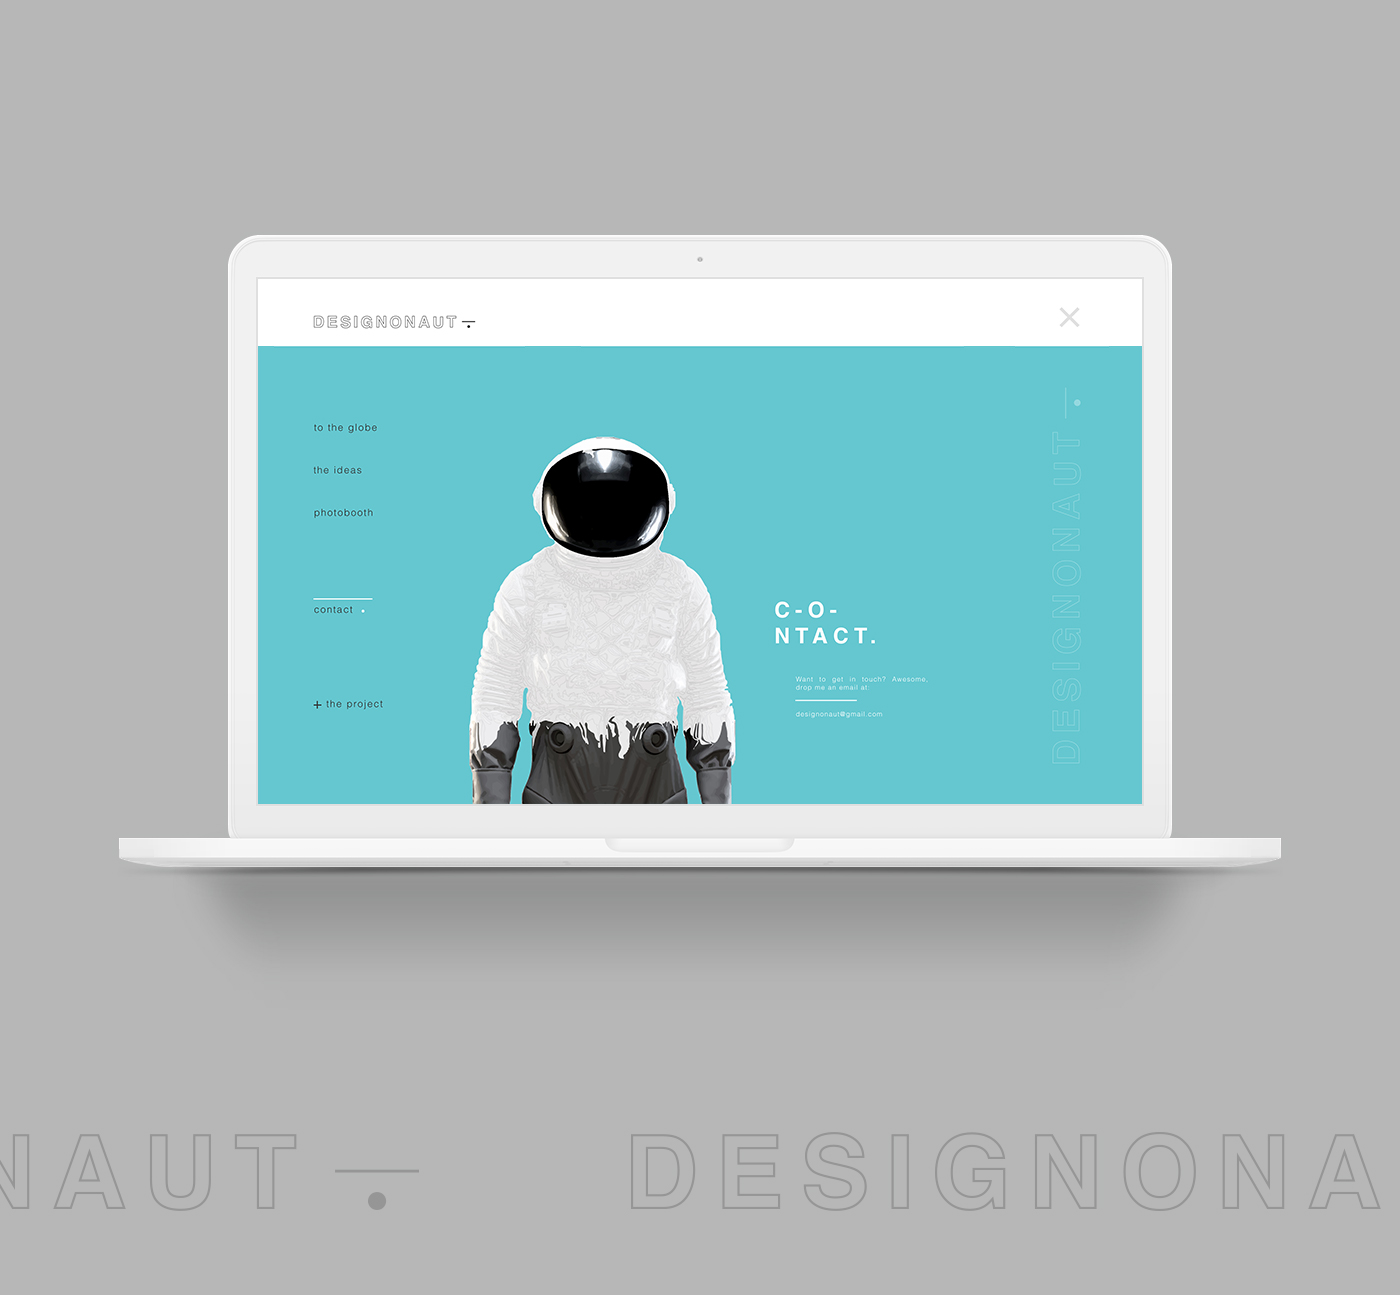 DESIGNONAUT
to the globe
the ideas
photobooth
contact
+ the project
C-O-
NTACT.
Want to get in touch? Awesome,
drop me an email at
designonaut@gmail.com
DESIGNONAUT
NAUT
DESIGNONA